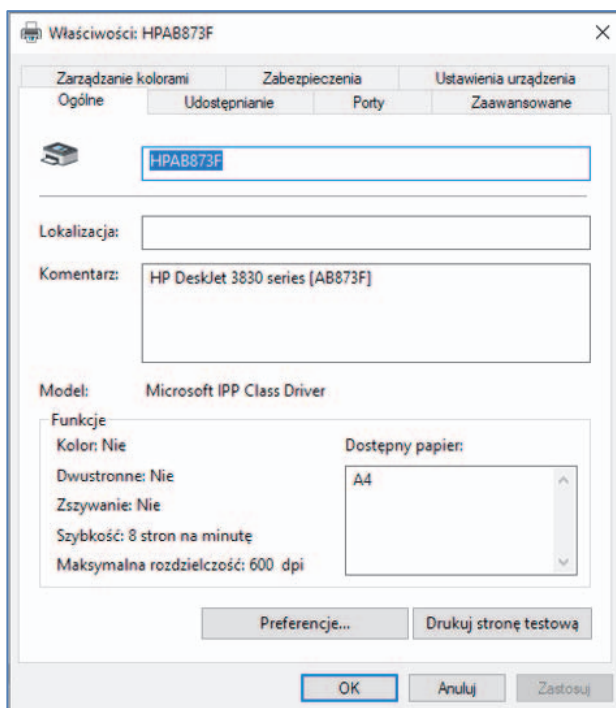 Właściwości: HPAB873F
Zarządzanie kolorami Zabezpieczenia Ustawienia urządzenia
Ogólne Udostępnianie Porty Zaawansowane
HPAB873F
Lokalizacja:
Komentarz: HP DeskJet 3830 series [AB873F]
Model: Microsoft IPP Class Driver
Funkcje
Kolor: Nie Dostępny papier:
Dwustronne: Nie A4
Zszywanie: Nie
Szybkość: 8 stron na minutę
Maksymalna rozdzielczość: 600 dpi
Preferencje... Drukuj stronę testową
OK Anuluj Zastosuj